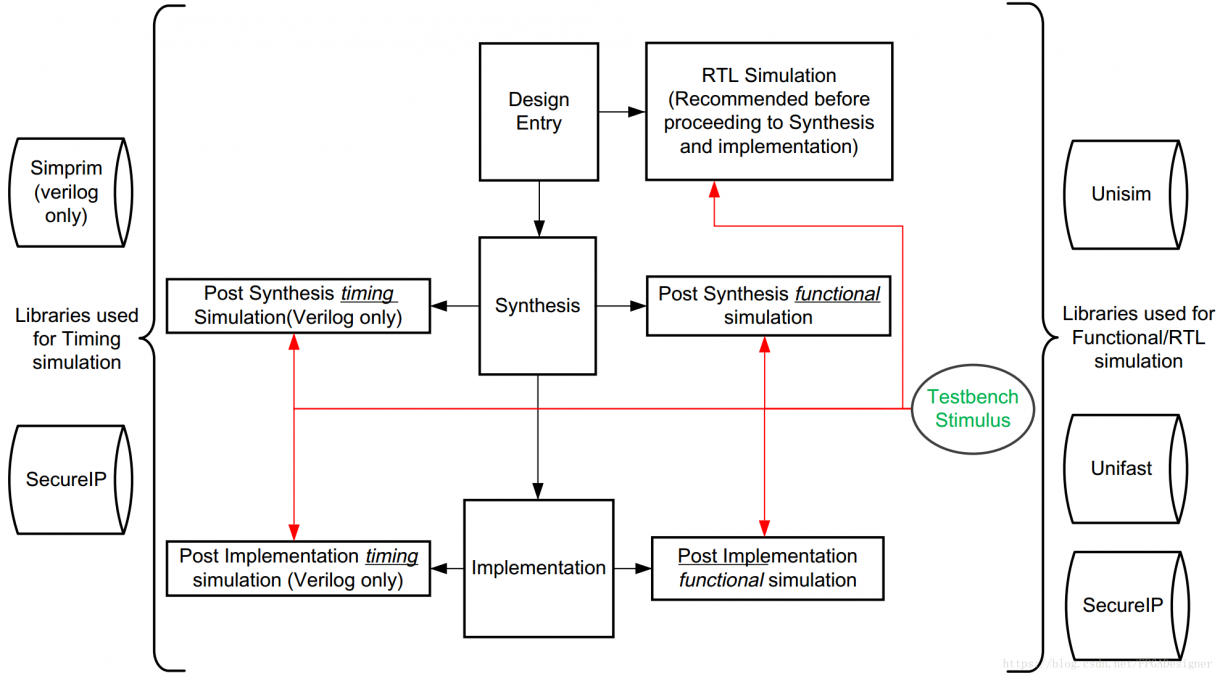 Design
Entry
RTL Simulation
(Recommended before
proceeding to Synthesis
and implementation)
Simprim
(verilog
only)
Unisim
Post Synthesis timing
Simulation(Verilog only)
Synthesis
Post Synthesis functional
simulation
Libraries used
for Timing
simulation
Libraries used for
Functional/RTL
simulation
Testbench
Stimulus
SecureIP
Unifast
Post Implementation timing
simulation (Verilog only)
Implementation
Post Implementation
functional simulation
SecureIP
https://blog.csdn.net/FPGADesigner